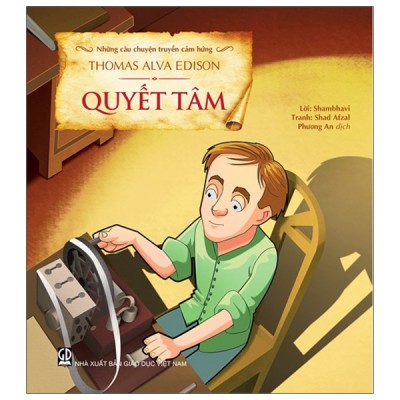 Những câu chuyện truyền cảm hứng
THOMAS ALVA EDISON
QUYẾT TÂM
Lời: Shambhavi
Tranh: Shad Afzal
Phương An dịch
GD
NHÀ XUẤT BẢN GIÁO DỤC VIỆT NAM